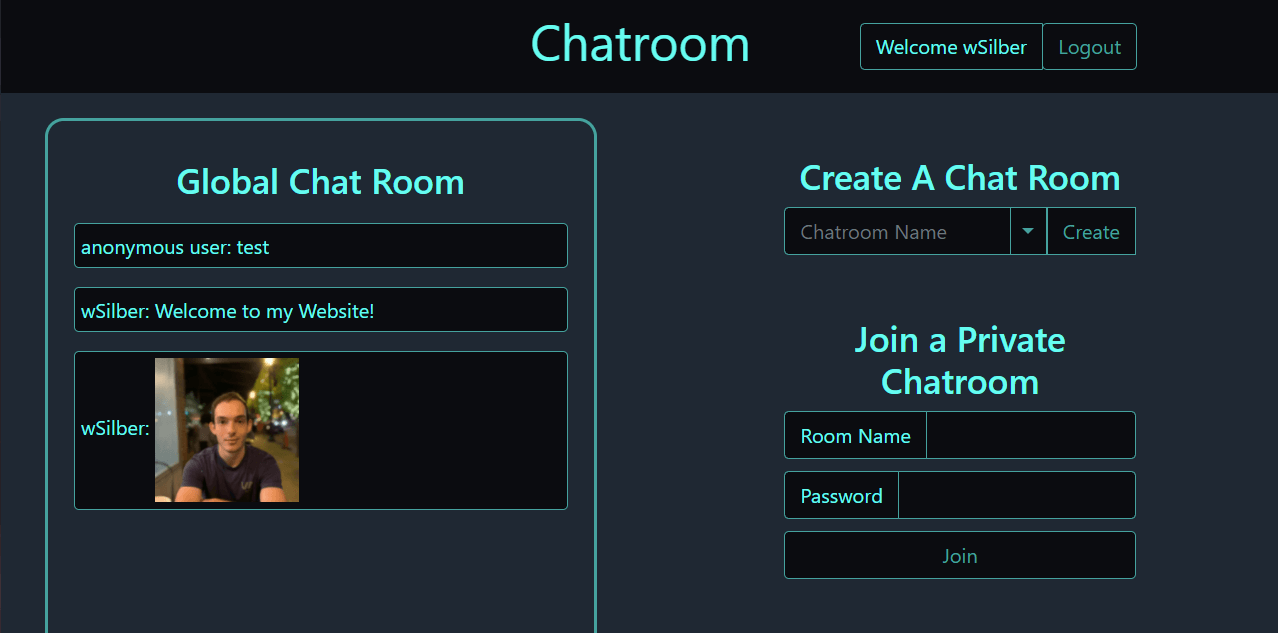 Chatroom
Welcome wSilber
Logout
Global Chat Room
anonymous user: test
wSilber: Welcome to my Website!
wSilber:
Create A Chat Room
Chatroom Name
Create
Join a Private
Chatroom
Room Name
Password
Join